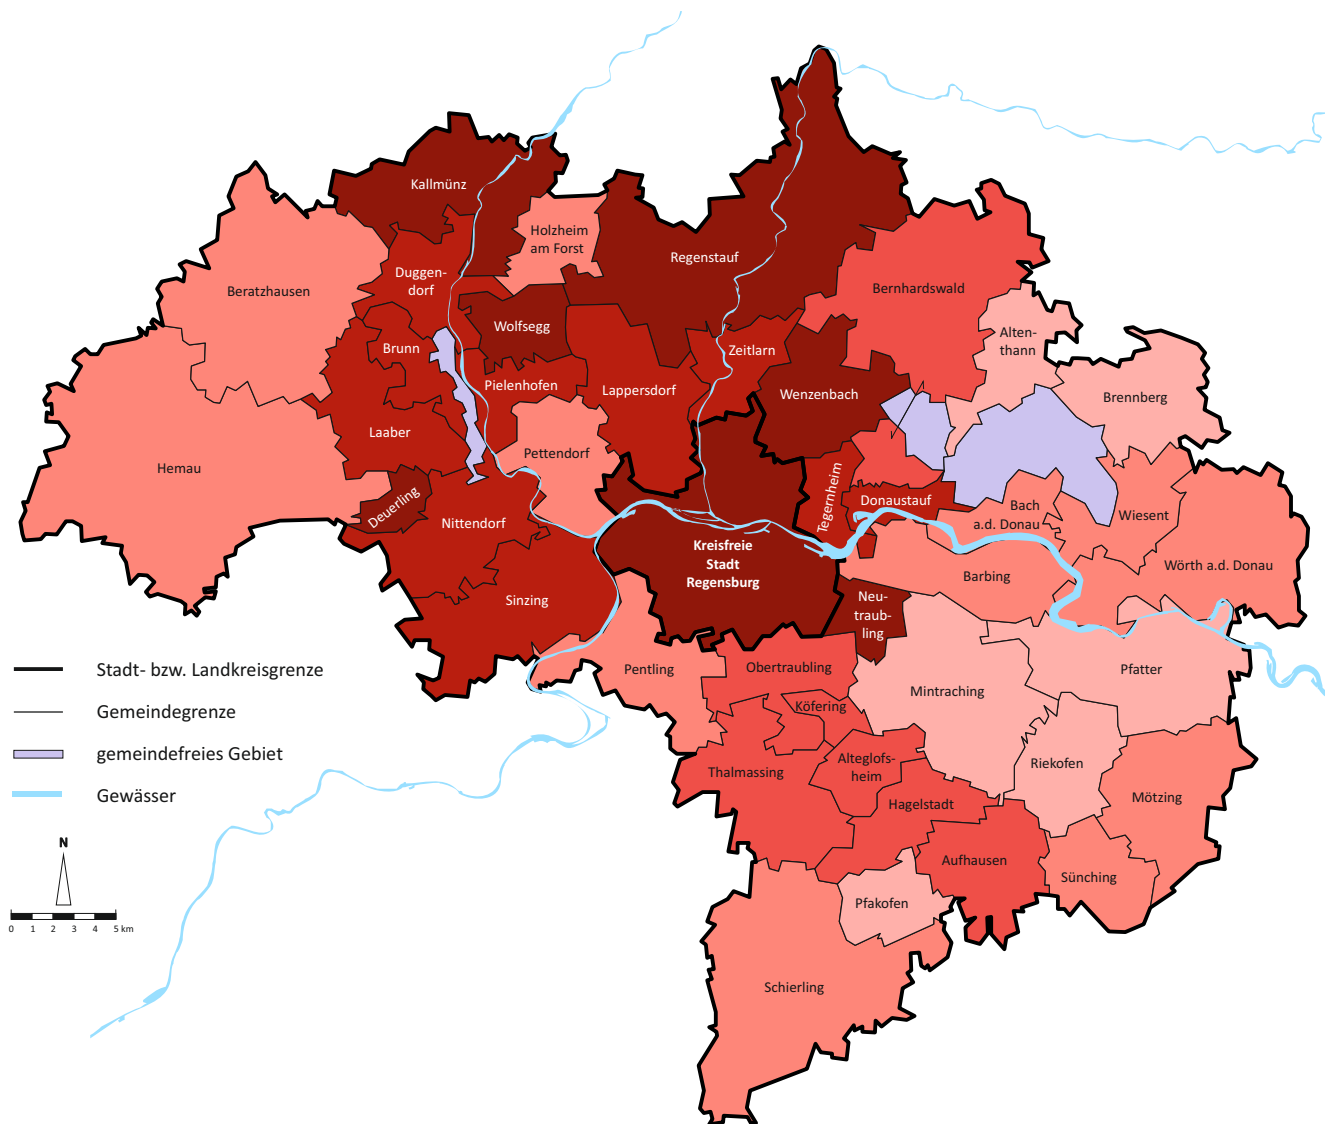 Kallmünz
Holzheim
am Forst
Regenstauf
Duggen-
dorf
Beratzhausen
Bernhardswald
Wolfsegg
Alten-
thann
Brunn
Zeitlarn
Pielenhofen
Lappersdorf
Wenzenbach
Brennberg
Laaber
Pettendorf
Hemau
Deuerling
Tegernheim
Donaustauf
Nittendorf
Bach
a.d. Donau
Wiesent
Kreisfreie
Stadt
Regensburg
Barbing
Wörth a.d. Donau
Sinzing
Neu-
traub-
ling
Pentling
Obertraubling
Pfatter
Mintraching
Köfering
Thalmassing
Alteglofs-
heim
Riekofen
Hagelstadt
Mötzing
Aufhausen
Sünching
Pfakofen
Schierling
Stadt- bzw. Landkreisgrenze
Gemeindegrenze
gemeindefreies Gebiet
Gewässer
N
0 1 2 3 4 5 km